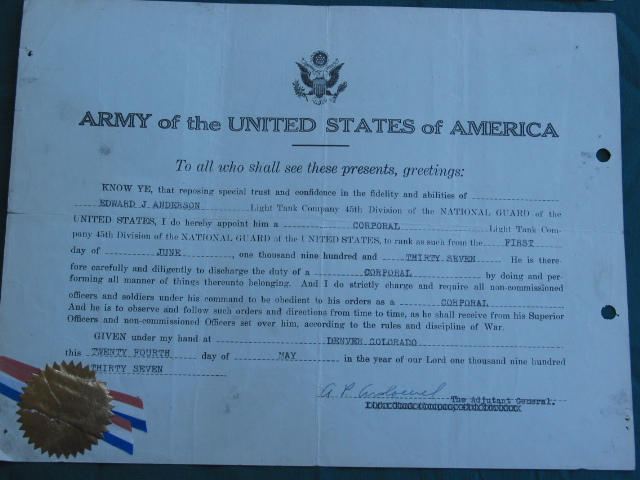 ARMY of the UNITED STATES of AMERICA
To all who shall see these presents, greetings:
KNOW YE, that reposing special trust and confidence in the fidelity and abilities of
EDWARD J ANDERSON Light Tank Company 45th Division of the NATIONAL GUARD of the
UNITED STATES, I do hereby appoint him a CORPORAL Light Tank Com-
pany 45th Division of the NATIONAL GUARD of the UNITED STATES, to rank as such from the FIRST
day of JUNE, one thousand nine hundred and THIRTY SEVEN He is there-
fore carefully and diligently to discharge the duty of a CORPORAL by doing and per-
forming all manner of things thereunto belonging. And I do strictly charge and require all non-commissioned
officers and soldiers under his command to be obedient to his orders as a CORPORAL
And he is to observe and follow such orders and directions from time to time, as he shall receive from his Superior
Officers and non-commissioned Officers set over him, according to the rules and discipline of War.
GIVEN under my hand at DENVER COLORADO
this TWENTY FOURTH day of MAY in the year of our Lord one thousand nine hundred
THIRTY SEVEN
The Adjutant General.